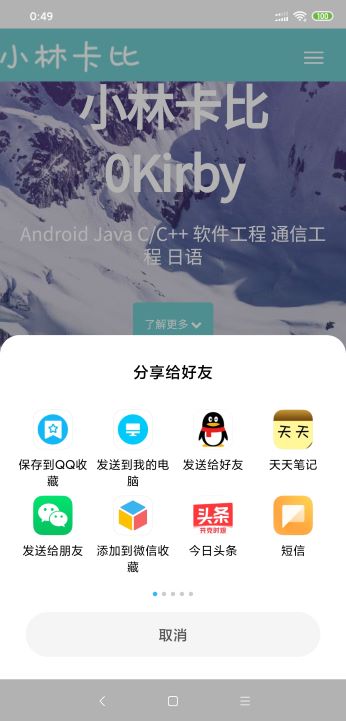 0:49
100
小林卡比
小林卡比
0Kirby
Android Java C/C++ 软件工程 通信工
程 日语
了解更多
分享给好友
保存到QQ收
藏
发送到我的电
脑
发送给好友
天天
天天笔记
发送给朋友
添加到微信收
藏
头条
今日头条
短信
取消